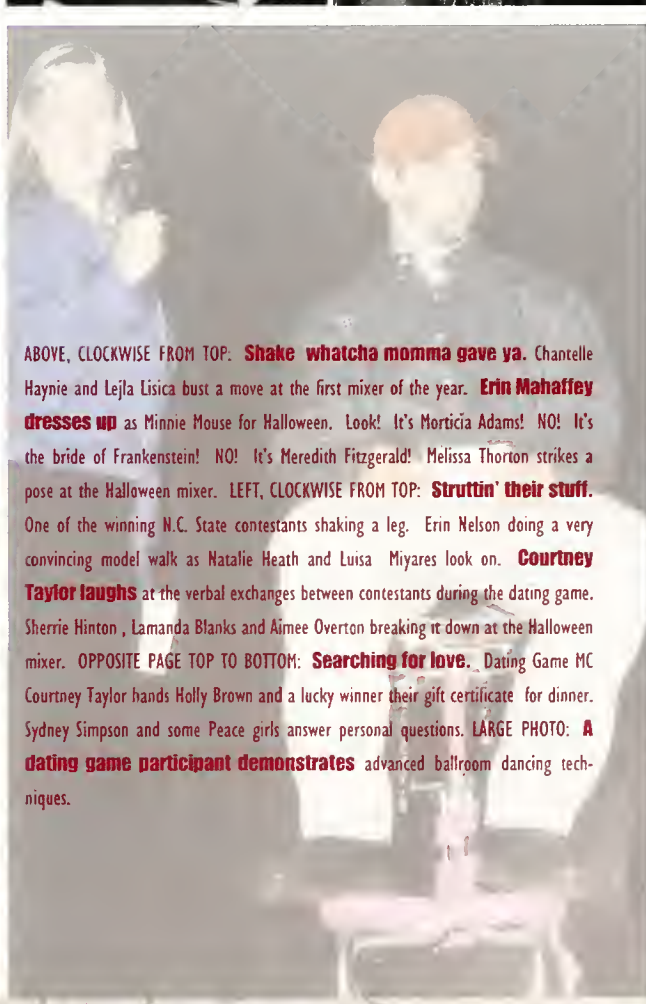 ABOVE, CLOCKWISE FROM TOP: Shake whatcha momma gave ya. Chantelle
Haynie and Lejla Lisica bust a move at the first mixer of the year. Erin Mahaffey
dresses up as Minnie Mouse for Halloween. Look! It's Morticia Adams! NO! It's
the bride of Frankenstein! NO! It's Meredith Fitzgerald! Melissa Thorton strikes a
pose at the Halloween mixer. LEFT, CLOCKWISE FROM TOP: Struttin' their stuff.
One of the winning N.C. State contestants shaking a leg. Erin Nelson doing a very
convincing model walk as Natalie Heath and Luisa Miyares look on. Courtney
Taylor laughs at the verbal exchanges between contestants during the dating game.
Sherrie Hinton , Lamanda Blanks and Aimee Overton breaking it down at the Halloween
mixer. OPPOSITE PAGE TOP TO BOTTOM: Searching for love. Dating Game MC
Courtney Taylor hands Holly Brown and a lucky winner their gift certificate for dinner.
Sydney Simpson and some Peace girls answer personal questions. LARGE PHOTO: A
dating game participant demonstrates advanced ballroom dancing tech-
niques.